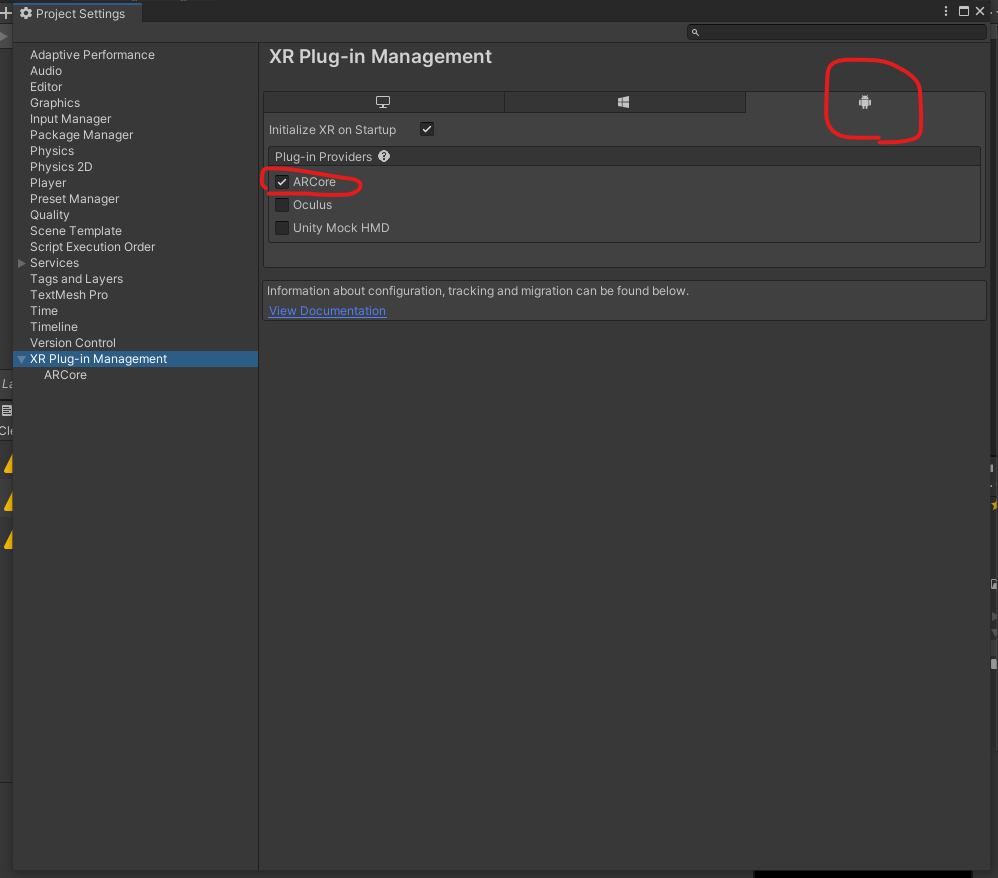 Project Settings
Adaptive Performance
Audio
Editor
Graphics
Input Manager
Package Manager
Physics
Physics 2D
Player
Preset Manager
Quality
Scene Template
Script Execution Order
Services
Tags and Layers
TextMesh Pro
Time
Timeline
Version Control
XR Plug-in Management
ARCore
XR Plug-in Management
Initialize XR on Startup
Plug-in Providers
ARCore
Oculus
Unity Mock HMD
Information about configuration, tracking and migration can be found below.
View Documentation